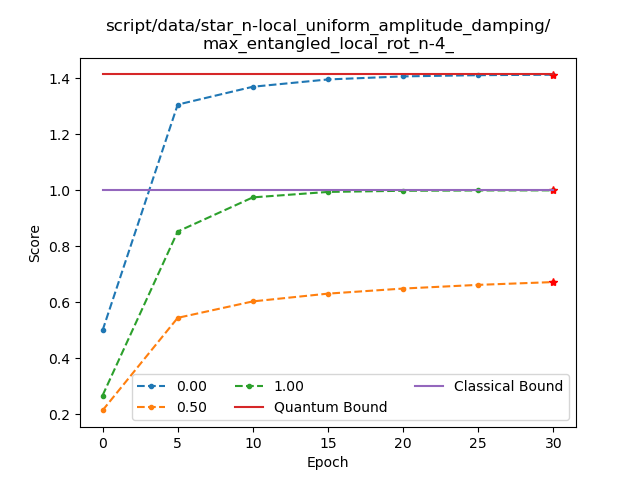 script/data/star_n-local_uniform_amplitude_damping/
max_entangled_local_rot_n-4_
1.4
1.2
1.0
0.8
0.6
0.4
0.2
Score
0.00
0.50
1.00
Quantum Bound
Classical Bound
0 5 10 15 20 25 30
Epoch